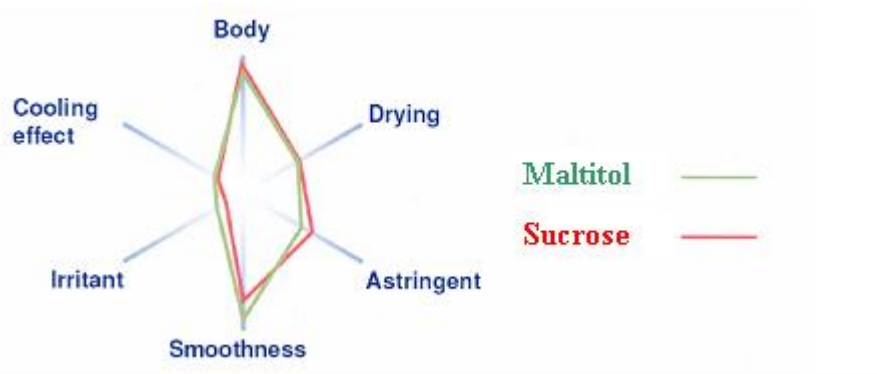 Body
Cooling
effect
Drying
Maltitol
Sucrose
Irritant
Astringent
Smoothness